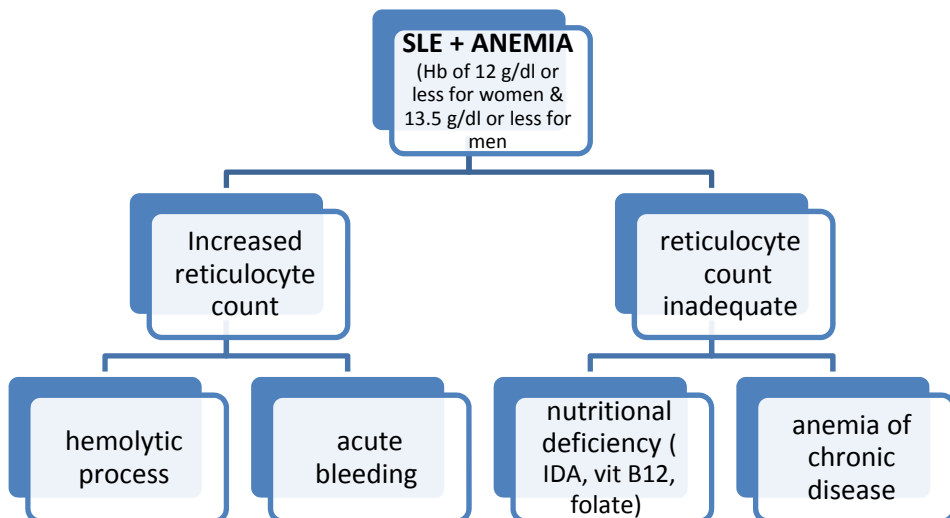 SLE + ANEMIA
(Hb of 12 g/dl or
less for women &
13.5 g/dl or less for
men
Increased
reticulocyte
count
reticulocyte
count
inadequate
hemolytic
process
acute
bleeding
nutritional
deficiency (
IDA, vit B12,
folate)
anemia of
chronic
disease